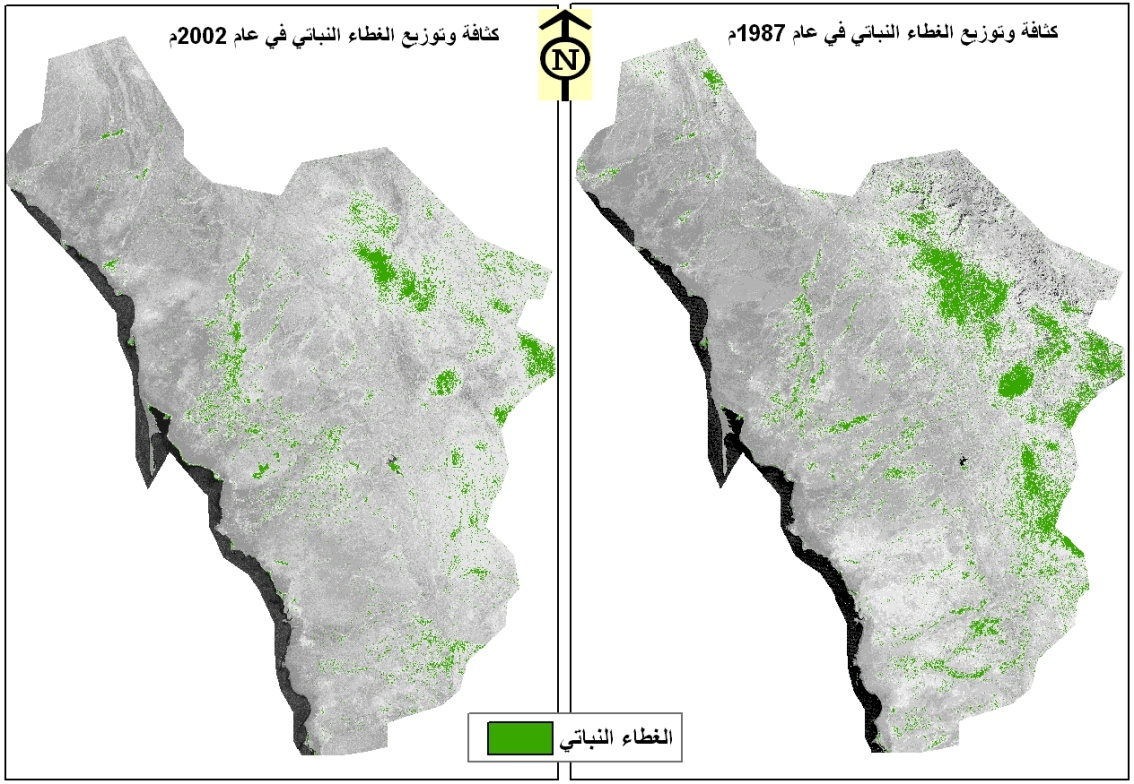 كثافة وتوزيع الغطاء النباتي في عام 1987م
كثافة وتوزيع الغطاء النباتي في عام 2002م
N
الغطاء النباتي